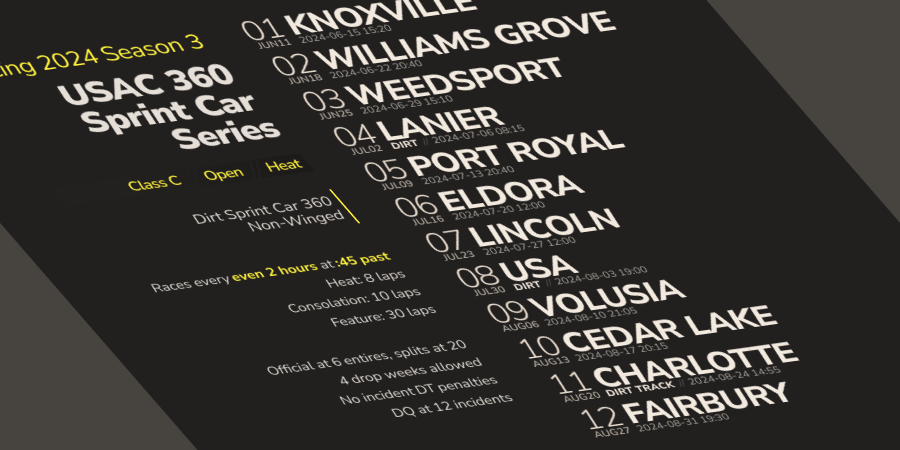 ing 2024 Season 3
USAC 360
Sprint Car
Series
Class C Open Heat
Dirt Sprint Car 360
Non-Winged
Races every even 2 hours at :45 past
Heat: 8 laps
Consolation: 10 laps
Feature: 30 laps
Official at 6 entires, splits at 20
4 drop weeks allowed
No incident DT penalties
DQ at 12 incidents
01 KNOXVILLE
JUN11 2024-06-15 15:20
02 WILLIAMS GROVE
JUN18 2024-06-22 20:40
03 WEEDSPORT
JUN25 2024-06-29 15:10
04 LANIER
JUL02 DIRT // 2024-07-06 08:15
05 PORT ROYAL
JUL09 2024-07-13 20:40
06 ELDORA
JUL16 2024-07-20 12:00
07 LINCOLN
JUL23 2024-07-27 12:00
08 USA
JUL30 DIRT // 2024-08-03 19:00
09 VOLUSIA
AUG06 2024-08-10 21:05
10 CEDAR LAKE
AUG13 2024-08-17 20:15
11 CHARLOTTE
AUG20 DIRT TRACK // 2024-08-24 14:55
12 FAIRBURY
AUG27 2024-08-31 19:30